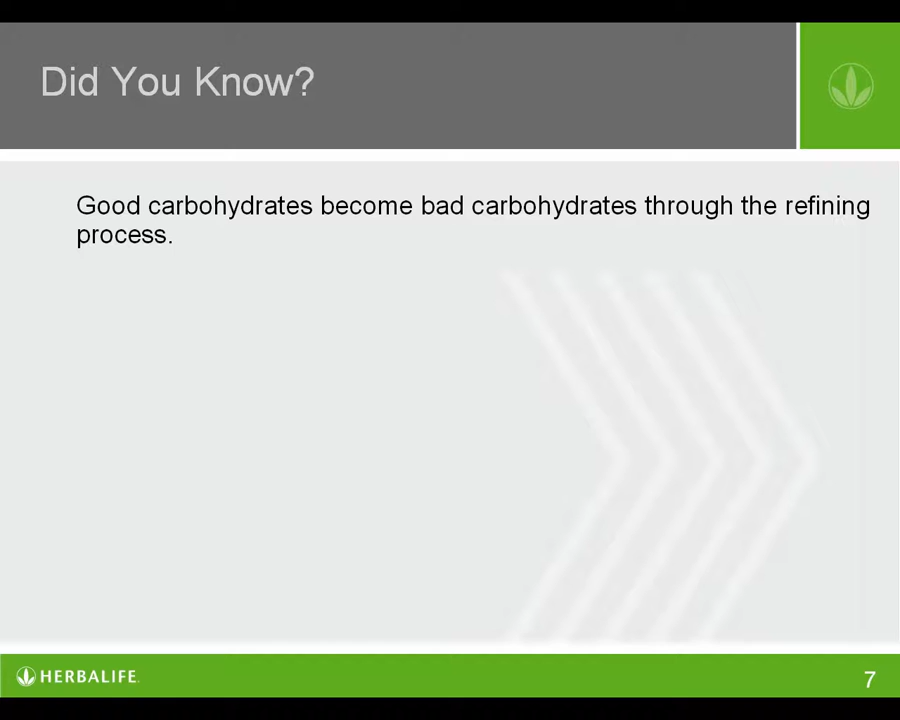 Did You Know?
Good carbohydrates become bad carbohydrates through the refining
process.
HERBALIFE
7